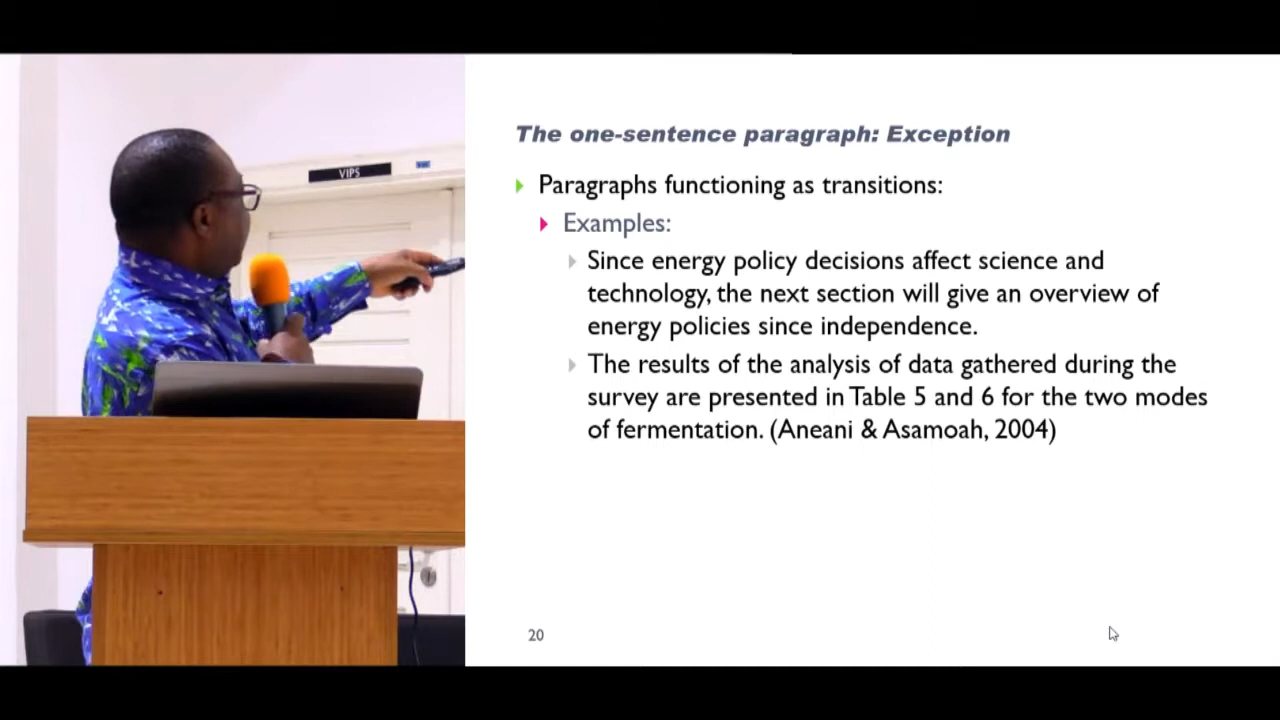 VIPS
The one-sentence paragraph: Exception
Paragraphs functioning as transitions:
Examples:
Since energy policy decisions affect science and
technology, the next section will give an overview of
energy policies since independence.
The results of the analysis of data gathered during the
survey are presented in Table 5 and 6 for the two modes
of fermentation. (Aneani & Asamoah, 2004)
20